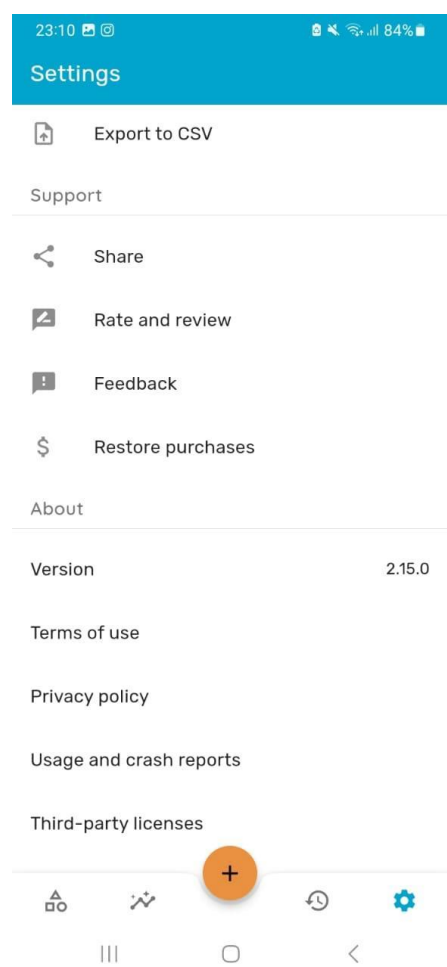 23:10 84%
Settings
Export to CSV
Support
Share
Rate and review
Feedback
Restore purchases
About
Version 2.15.0
Terms of use
Privacy policy
Usage and crash reports
Third-party licenses